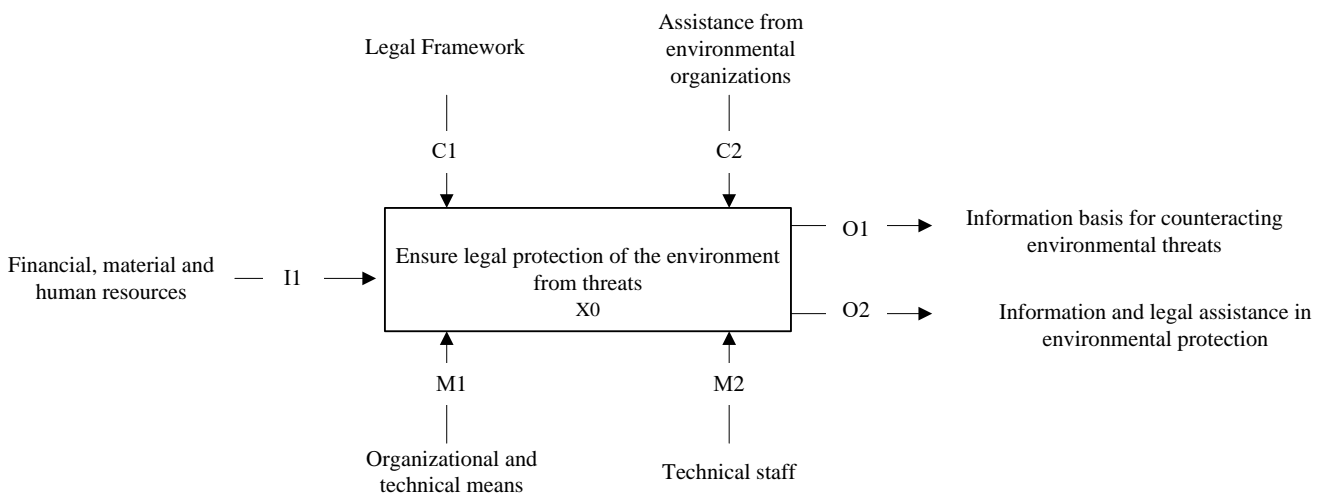 Legal Framework
Assistance from
environmental
organizations
C1
C2
Financial, material and
human resources
I1
Ensure legal protection of the environment
from threats
X0
O1
Information basis for counteracting
environmental threats
O2
Information and legal assistance in
environmental protection
M1
M2
Organizational and
technical means
Technical staff